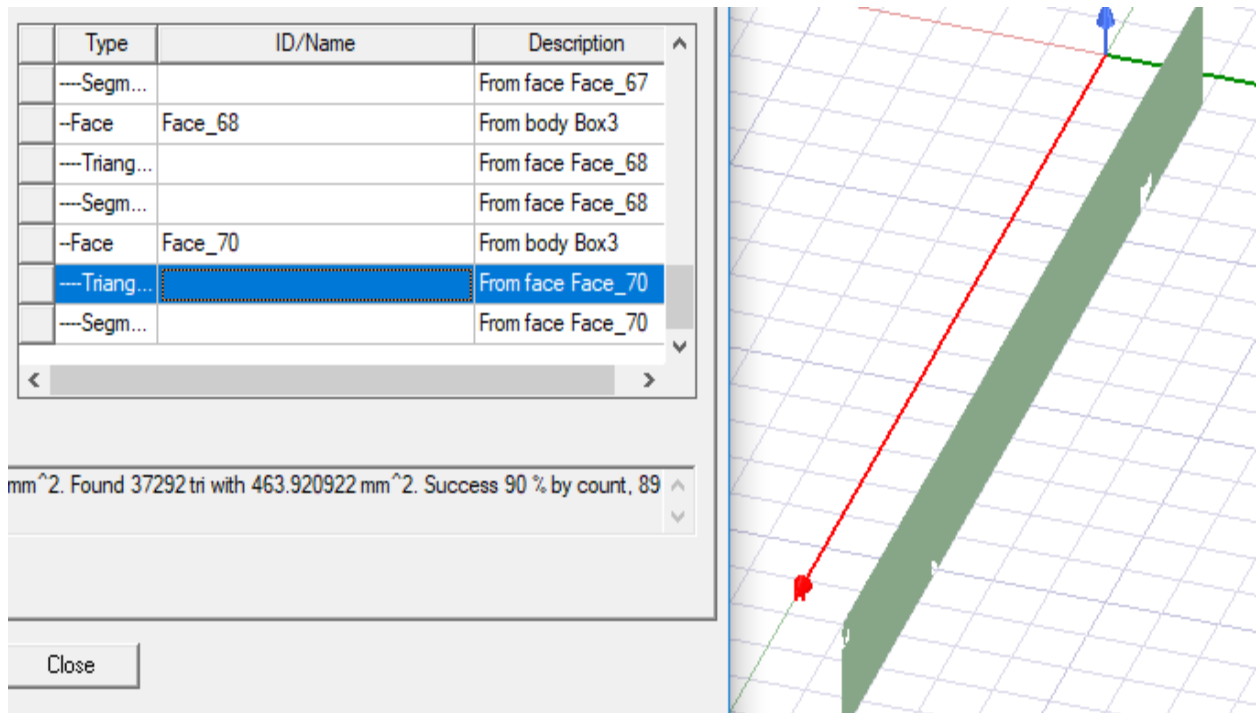 Type ID/Name Description
----Segm... From face Face_67
--Face Face_68 From body Box3
----Triang... From face Face_68
----Segm... From face Face_68
--Face Face_70 From body Box3
----Triang... From face Face_70
----Segm... From face Face_70
mm^2. Found 37292 tri with 463.920922 mm^2. Success 90 % by count, 89
Close